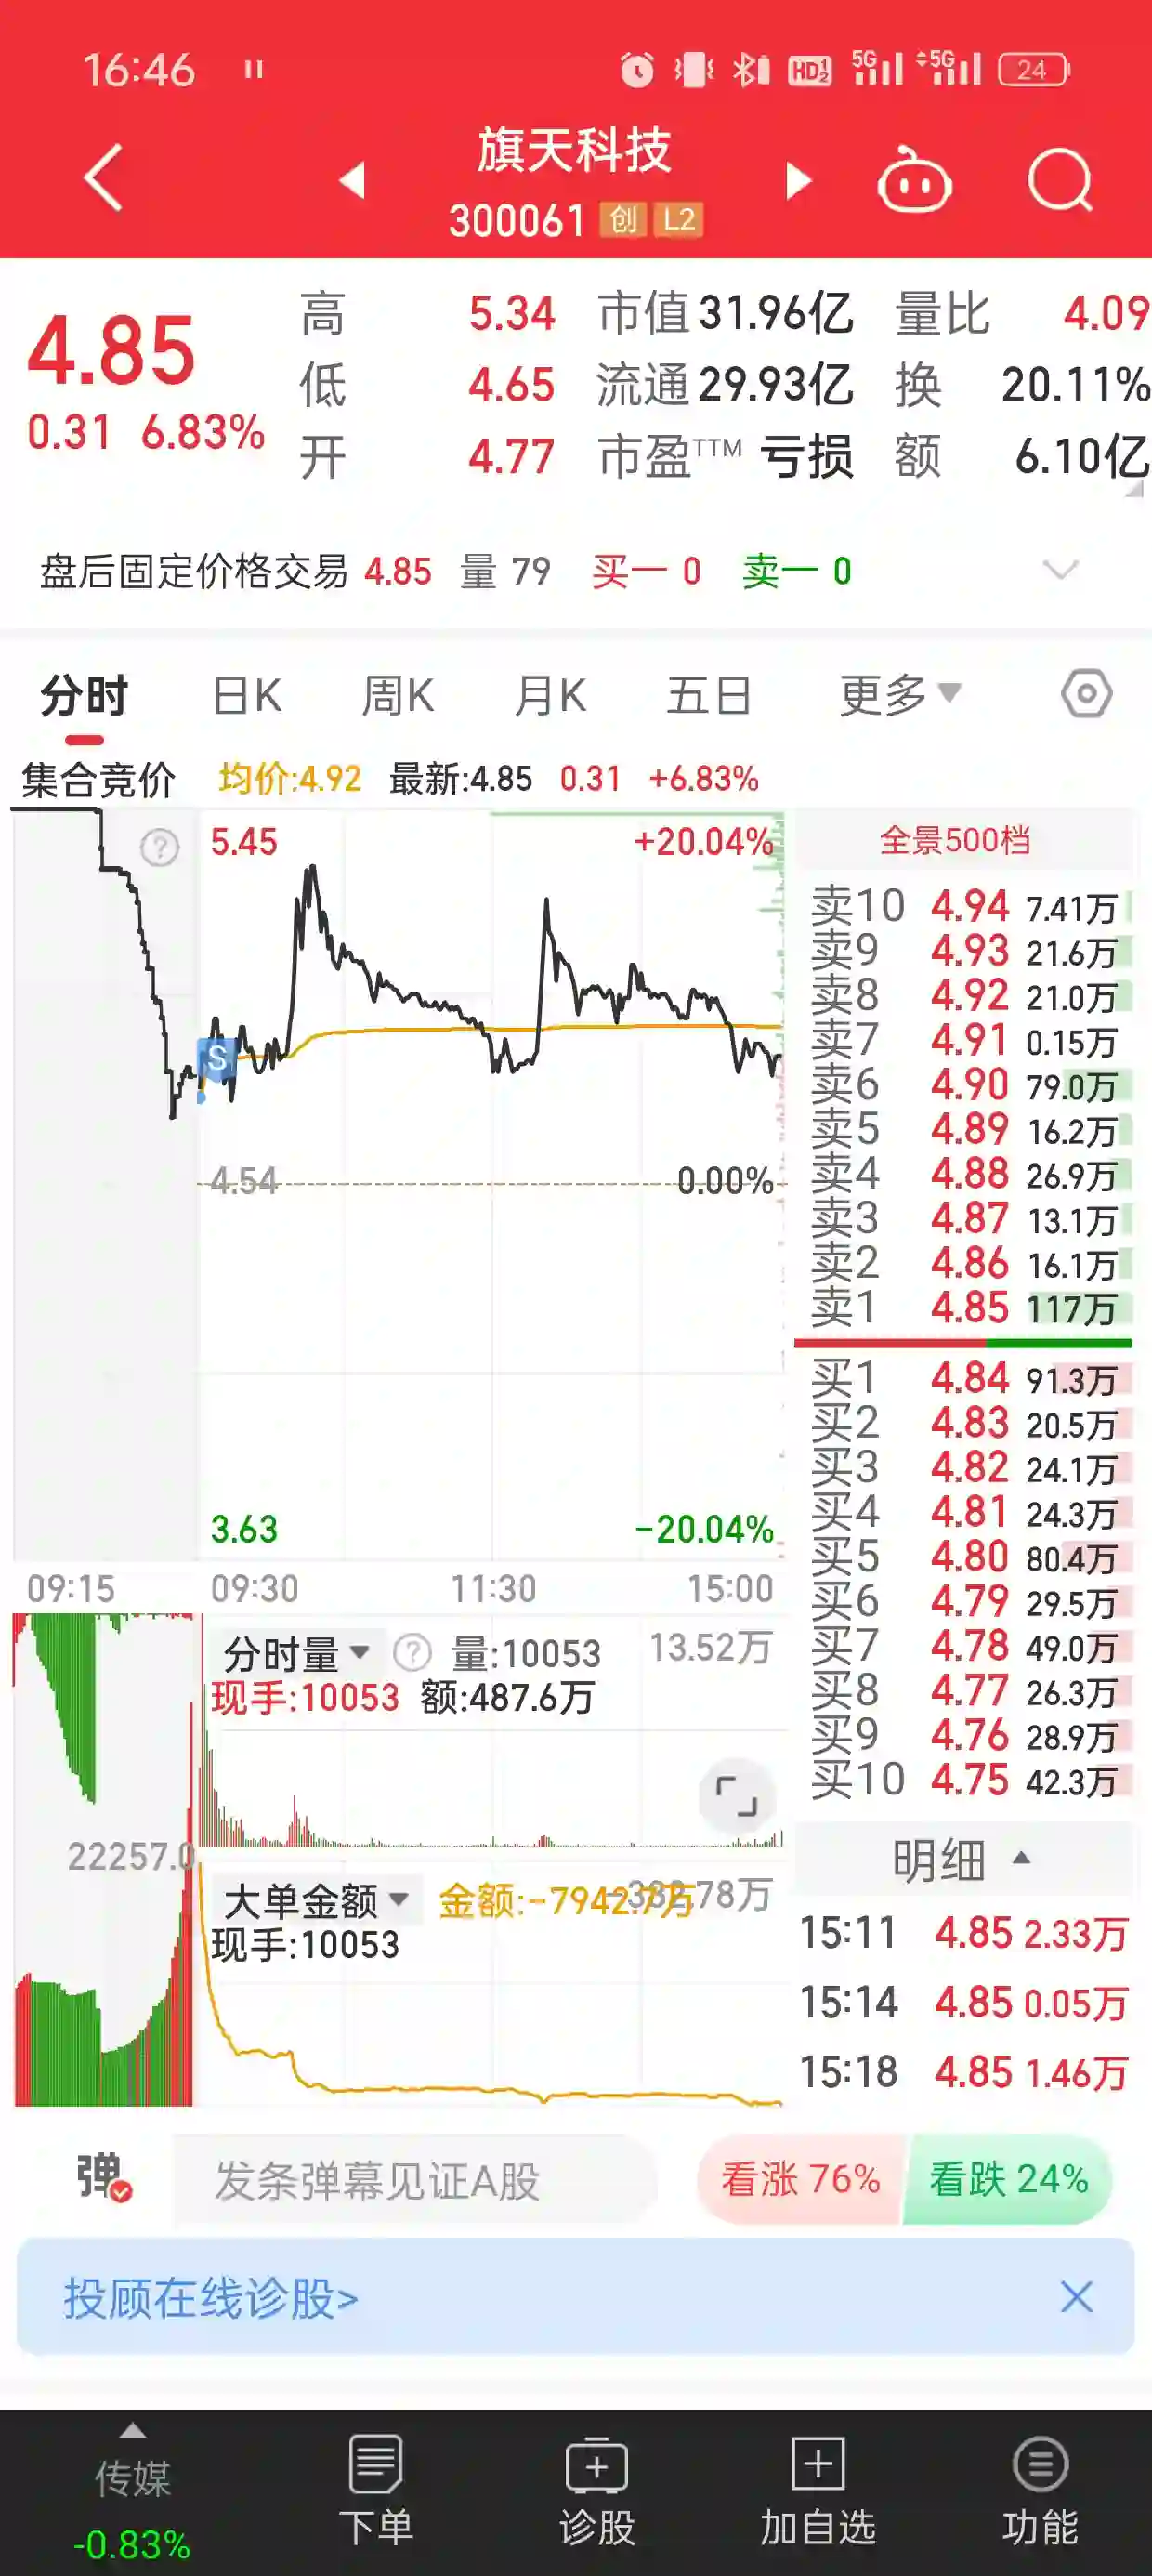 16:46 HD 1 2 5G 5G 24
旗天科技
300061 创 L2
4.85
0.31 6.83%
高 5.34 市值 31.96亿 量比 4.09
低 4.65 流通 29.93亿 换 20.11%
开 4.77 市盈TTM 亏损 额 6.10亿
盘后固定价格交易 4.85 量 79 买一 0 卖一 0
分时 日K 周K 月K 五日 更多
集合竞价 均价:4.92 最新:4.85 0.31 +6.83%
5.45 +20.04%
S
4.54 0.00%
3.63 -20.04%
09:15 09:30 11:30 15:00
全景500档
卖10 4.94 7.41万
卖9 4.93 21.6万
卖8 4.92 21.0万
卖7 4.91 0.15万
卖6 4.90 79.0万
卖5 4.89 16.2万
卖4 4.88 26.9万
卖3 4.87 13.1万
卖2 4.86 16.1万
卖1 4.85 117万
买1 4.84 91.3万
买2 4.83 20.5万
买3 4.82 24.1万
买4 4.81 24.3万
买5 4.80 80.4万
买6 4.79 29.5万
买7 4.78 49.0万
买8 4.77 26.3万
买9 4.76 28.9万
买10 4.75 42.3万
分时量 ? 量:10053 13.52万
现手:10053 额:487.6万
22257.0
大单金额 金额:-7942.7万
现手:10053
明细
15:11 4.85 2.33万
15:14 4.85 0.05万
15:18 4.85 1.46万
弹 发条弹幕见证A股 看涨 76% 看跌 24%
投顾在线诊股>
传媒
-0.83%
下单 诊股 加自选 功能